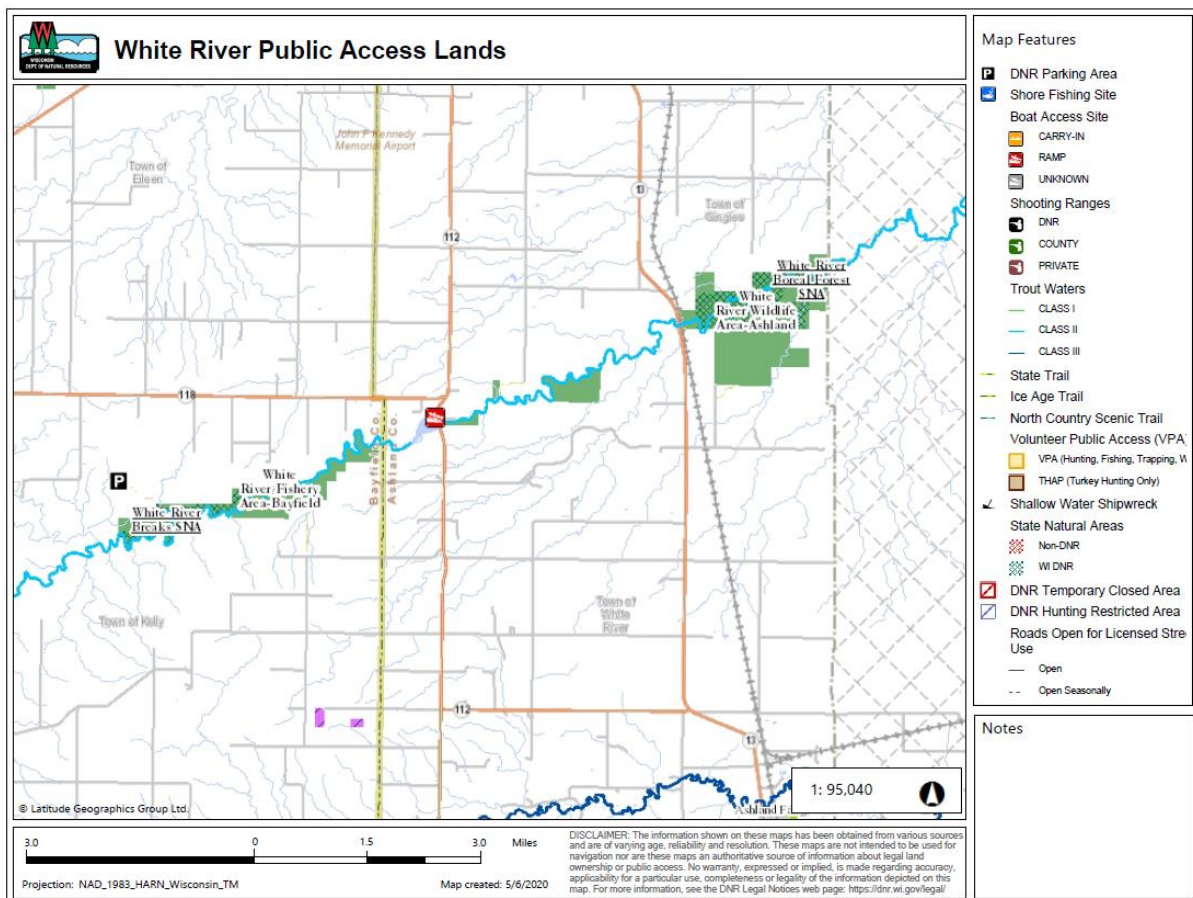 WISCONSIN
DEPT. OF NATURAL RESOURCES
White River Public Access Lands
John F Kennedy
Memorial Airport
Town of
Eileen
13
Town of
Gingles
112
White River
Boreal Forest
SNA
White
River Wildlife
Area-Ashland
118
Bayfield Co.
Ashland Co.
P
White
River Fishery
Area-Bayfield
White River
Breaks SNA
Town of Kelly
Town of
White
River
112
13
Ashland
© Latitude Geographics Group Ltd.
1: 95,040
3.0 0 1.5 3.0 Miles
Projection: NAD_1983_HARN_Wisconsin_TM
Map created: 5/6/2020
DISCLAIMER: The information shown on these maps has been obtained from various sources
and are of varying age, reliability and resolution. These maps are not intended to be used for
navigation nor are these maps an authoritative source of information about legal land
ownership or public access. No warranty, expressed or implied, is made regarding accuracy,
applicability for a particular use, completeness or legality of the information depicted on this
map. For more information, see the DNR Legal Notices web page: https://dnr.wi.gov/legal/
Map Features
P DNR Parking Area
Shore Fishing Site
Boat Access Site
CARRY-IN
RAMP
UNKNOWN
Shooting Ranges
DNR
COUNTY
PRIVATE
Trout Waters
CLASS I
CLASS II
CLASS III
State Trail
Ice Age Trail
North Country Scenic Trail
Volunteer Public Access (VPA)
VPA (Hunting, Fishing, Trapping, W
THAP (Turkey Hunting Only)
Shallow Water Shipwreck
State Natural Areas
Non-DNR
WI DNR
DNR Temporary Closed Area
DNR Hunting Restricted Area
Roads Open for Licensed Stre
Use
Open
Open Seasonally
Notes